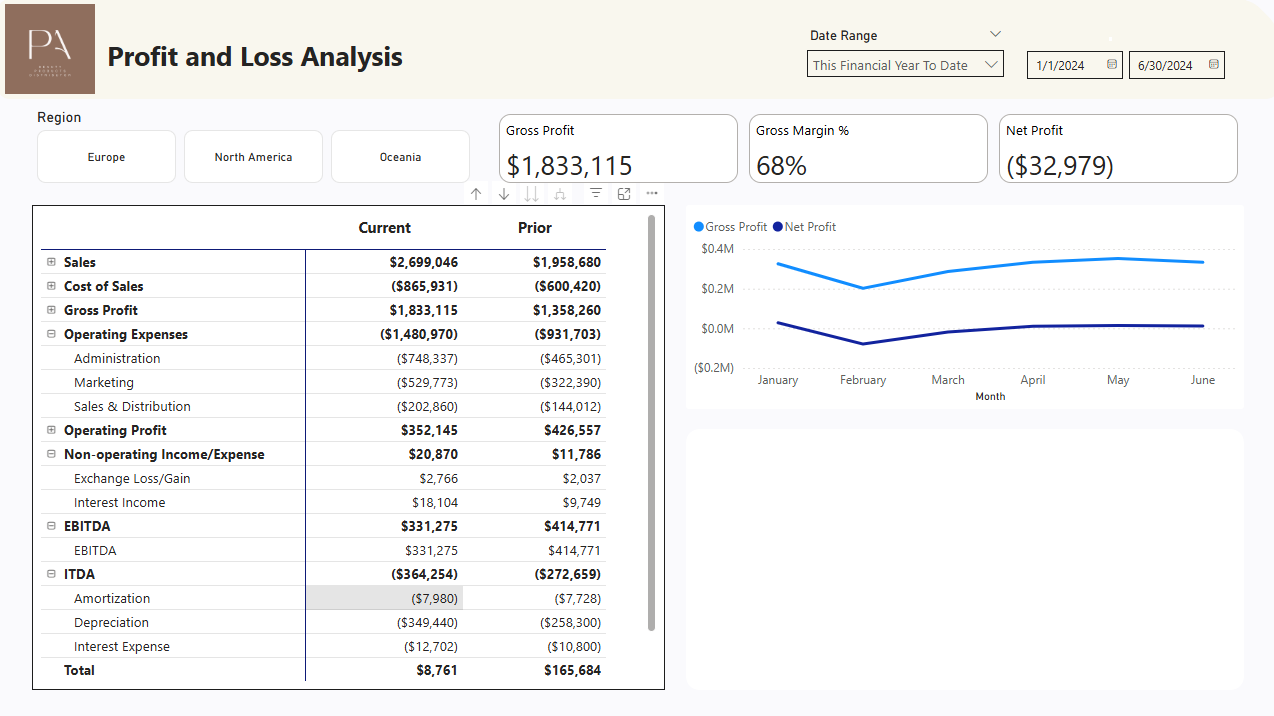 PA
BEAUTY
PRODUCTS
DISTRIBUTOR
Profit and Loss Analysis
Date Range
This Financial Year To Date
1/1/2024
6/30/2024
Region
Europe
North America
Oceania
Gross Profit
$1,833,115
Gross Margin %
68%
Net Profit
($32,979)
Current Prior
Sales $2,699,046 $1,958,680
Cost of Sales ($865,931) ($600,420)
Gross Profit $1,833,115 $1,358,260
Operating Expenses ($1,480,970) ($931,703)
Administration ($748,337) ($465,301)
Marketing ($529,773) ($322,390)
Sales & Distribution ($202,860) ($144,012)
Operating Profit $352,145 $426,557
Non-operating Income/Expense $20,870 $11,786
Exchange Loss/Gain $2,766 $2,037
Interest Income $18,104 $9,749
EBITDA $331,275 $414,771
EBITDA $331,275 $414,771
ITDA ($364,254) ($272,659)
Amortization ($7,980) ($7,728)
Depreciation ($349,440) ($258,300)
Interest Expense ($12,702) ($10,800)
Total $8,761 $165,684
Gross Profit Net Profit
$0.4M
$0.2M
$0.0M
($0.2M)
January February March April May June
Month